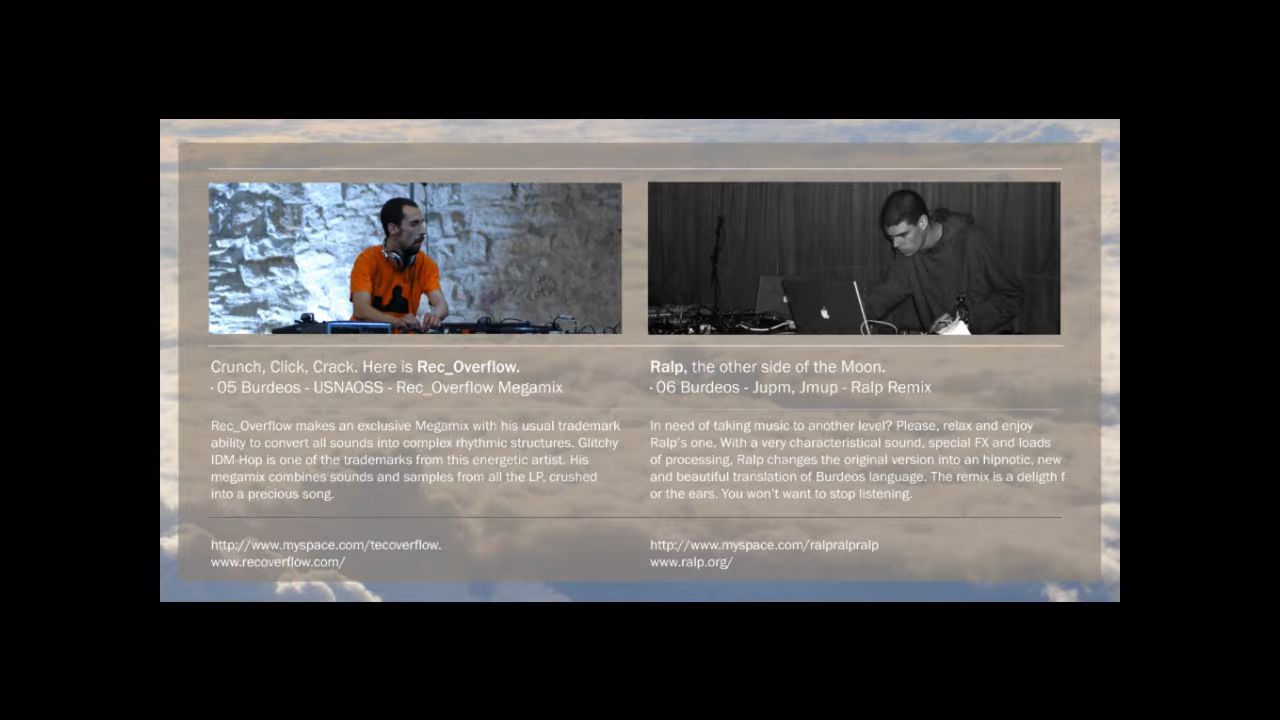 Crunch, Click, Crack. Here is Rec_Overflow.
· 05 Burdeos - USNAOSS - Rec_Overflow Megamix
Rec_Overflow makes an exclusive Megamix with his usual trademark
ability to convert all sounds into complex rhythmic structures. Glitchy
IDM-Hop is one of the trademarks from this energetic artist. His
megamix combines sounds and samples from all the LP, crushed
into a precious song.
http://www.myspace.com/tecoverflow.
www.recoverflow.com/
Ralp, the other side of the Moon.
· 06 Burdeos - Jupm, Jmup - Ralp Remix
In need of taking music to another level? Please, relax and enjoy
Ralp's one. With a very characteristical sound, special FX and loads
of processing, Ralp changes the original version into an hipnotic, new
and beautiful translation of Burdeos language. The remix is a deligth f
or the ears. You won't want to stop listening.
http://www.myspace.com/ralpralpralp
www.ralp.org/